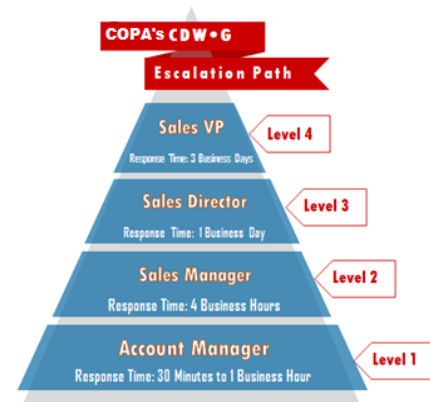 COPA's CDW•G
Escalation Path
Sales VP
Response Time: 3 Business Days
Level 4
Sales Director
Response Time: 1 Business Day
Level 3
Sales Manager
Response Time: 4 Business Hours
Level 2
Account Manager
Response Time: 30 Minutes to 1 Business Hour
Level 1